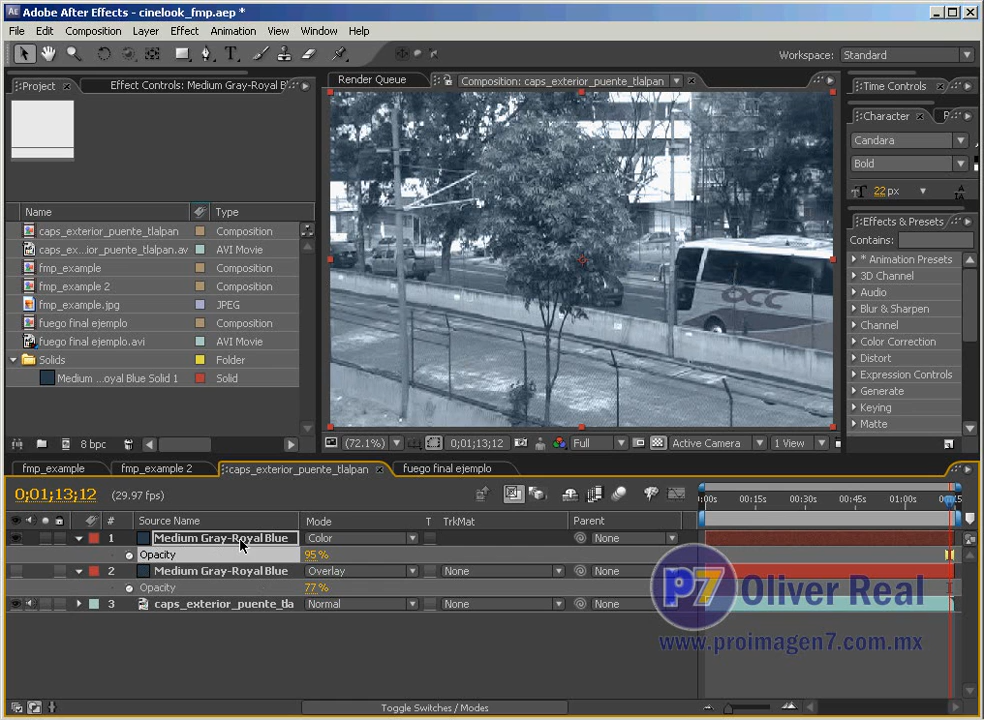 Adobe After Effects - cinelook_fmp.aep *
File Edit Composition Layer Effect Animation View Window Help
Workspace: Standard
Project × Effect Controls: Medium Gray-Royal B
Render Queue
Composition: caps_exterior_puente_tlalpan
Time Controls ×
Character ×
Candara
Bold
22 px
Effects & Presets
Contains:
* Animation Presets
3D Channel
Audio
Blur & Sharpen
Channel
Color Correction
Distort
Expression Controls
Generate
Keying
Matte
Name Type
caps_exterior_puente_tlalpan Composition
caps_ex...ior_puente_tlalpan.av AVI Movie
fmp_example Composition
fmp_example 2 Composition
fmp_example.jpg JPEG
fuego final ejemplo Composition
fuego final ejemplo.avi AVI Movie
Solids Folder
Medium ...oyal Blue Solid 1 Solid
OCC
8 bpc
(72.1%) 0;01;13;12 Full Active Camera 1 View
fmp_example fmp_example 2 caps_exterior_puente_tlalpan × fuego final ejemplo
0;01;13;12 (29.97 fps)
:00s 00:15s 00:30s 00:45s 01:00s
# Source Name Mode T TrkMat Parent
1 Medium Gray-Royal Blue Color None
Opacity 95 %
2 Medium Gray-Royal Blue Overlay None None
Opacity 77 %
3 caps_exterior_puente_tla Normal None None
P7 Oliver Real
www.proimagen7.com.mx
Toggle Switches / Modes